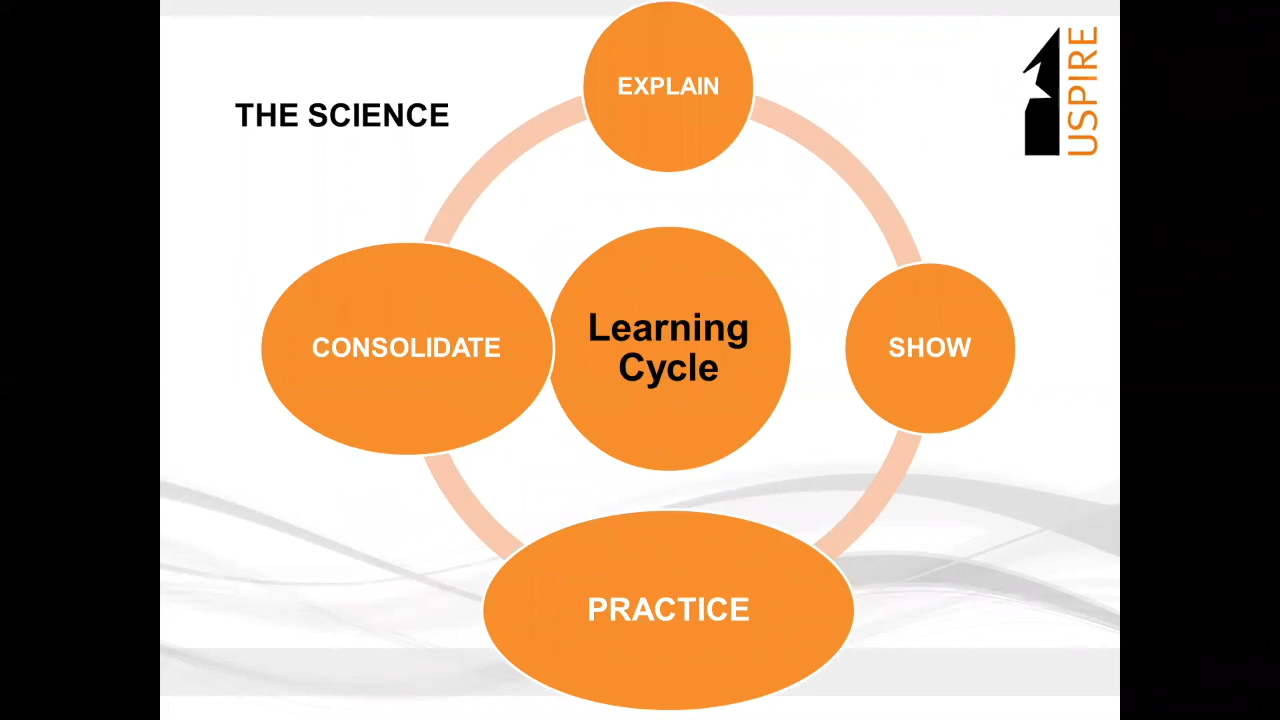 EXPLAIN
THE SCIENCE
USPIRE
Learning
Cycle
CONSOLIDATE
SHOW
PRACTICE